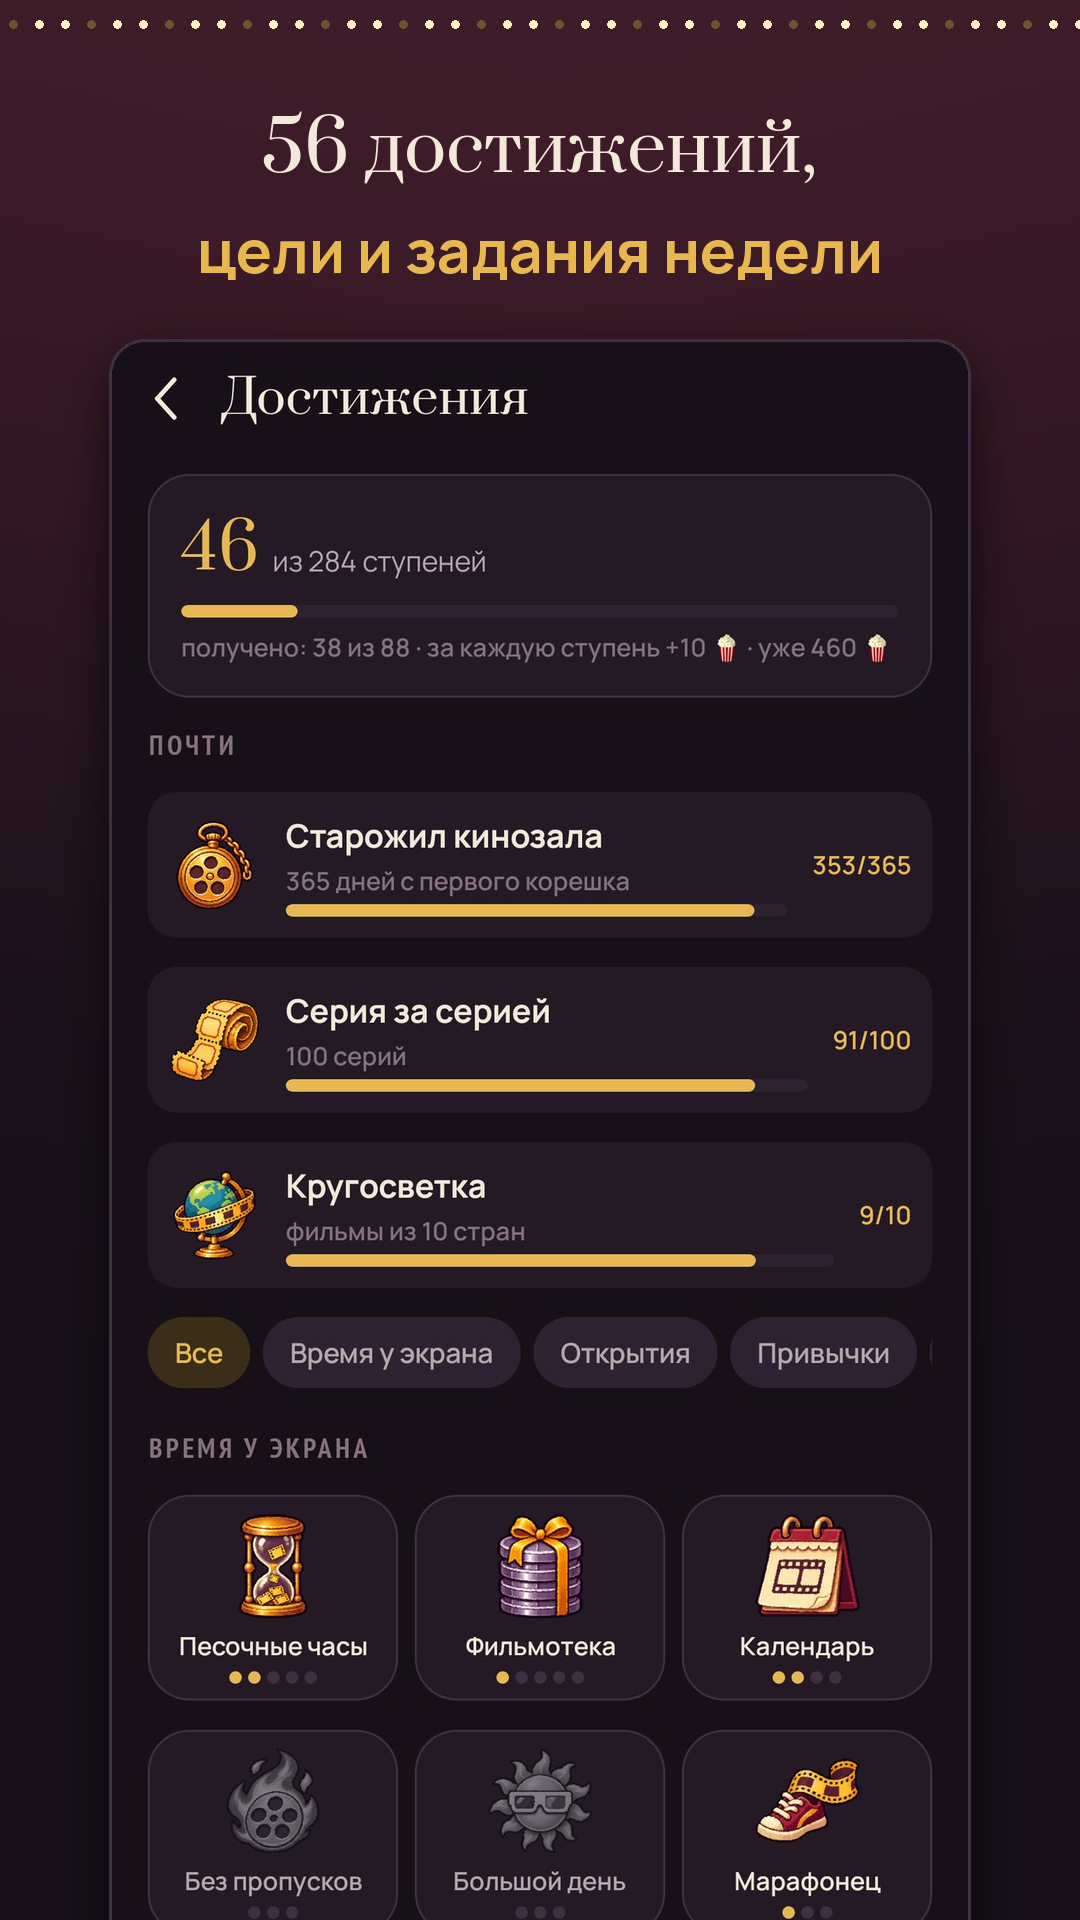 56 достижений,
цели и задания недели
Достижения
46 из 284 ступеней
получено: 38 из 88 · за каждую ступень +10 🍿 · уже 460 🍿
ПОЧТИ
Старожил кинозала
365 дней с первого корешка
353/365
Серия за серией
100 серий
91/100
Кругосветка
фильмы из 10 стран
9/10
Все Время у экрана Открытия Привычки
ВРЕМЯ У ЭКРАНА
Песочные часы Фильмотека Календарь
Без пропусков Большой день Марафонец